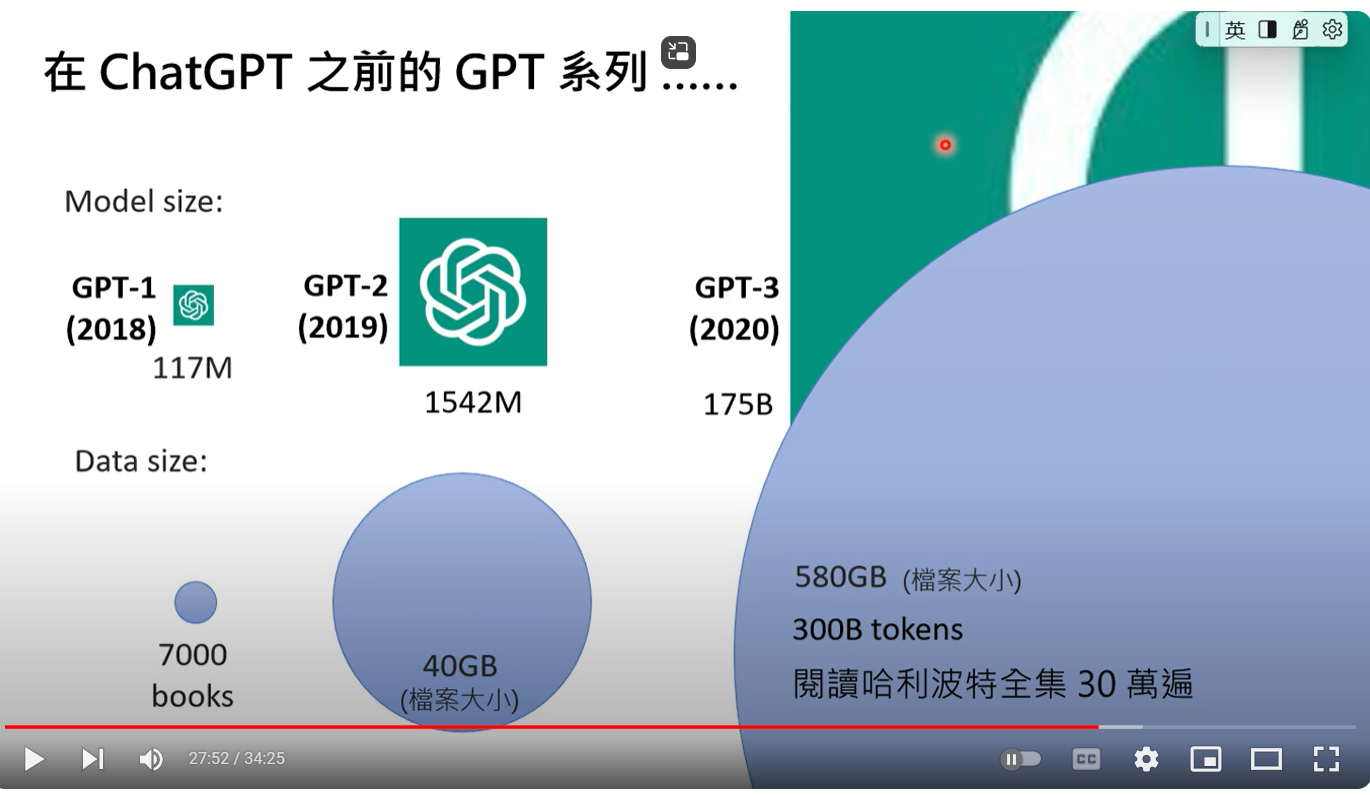 英
在 ChatGPT 之前的 GPT 系列 ......
Model size:
GPT-1
(2018)
117M
GPT-2
(2019)
1542M
GPT-3
(2020)
175B
Data size:
7000
books
40GB
(檔案大小)
580GB (檔案大小)
300B tokens
閱讀哈利波特全集 30 萬遍
27:52 / 34:25
CC